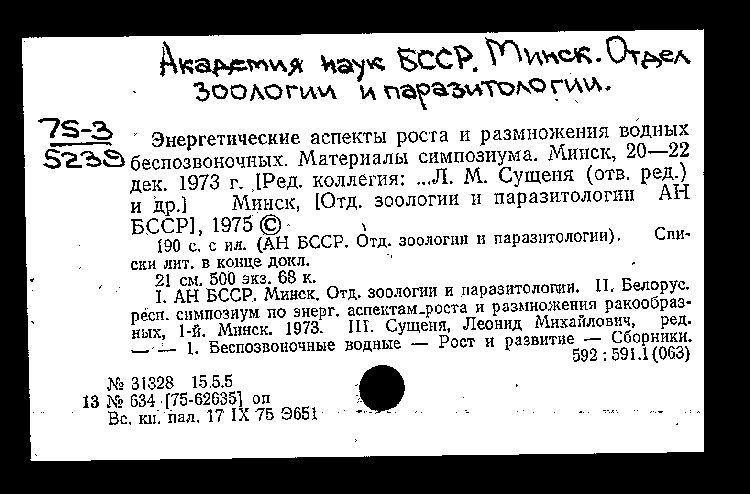 Академия наук БССР. Минск. Отдел
зоологии и паразитологии.
75-3
5238
Энергетические аспекты роста и размножения водных
беспозвоночных. Материалы симпозиума. Минск, 20—22
дек. 1973 г. [Ред. коллегия: ...Л. М. Сущеня (отв. ред.)
и др.] Минск, [Отд. зоологии и паразитологии АН
БССР], 1975 ©
190 с. с ил. (АН БССР. Отд. зоологии и паразитологии). Спи-
ски лит. в конце докл.
21 см. 500 экз. 68 к.
I. АН БССР. Минск. Отд. зоологии и паразитологии. II. Белорус.
респ. симпозиум по энерг. аспектам роста и размножения ракообраз-
ных, 1-й. Минск. 1973. III. Сущеня, Леонид Михайлович, ред.
— — 1. Беспозвоночные водные — Рост и развитие — Сборники.
592 : 591.1 (063)
№ 31328 15.5.5
13 № 634 [75-62635] оп
Вс. кн. пал. 17 IX 75 Э651